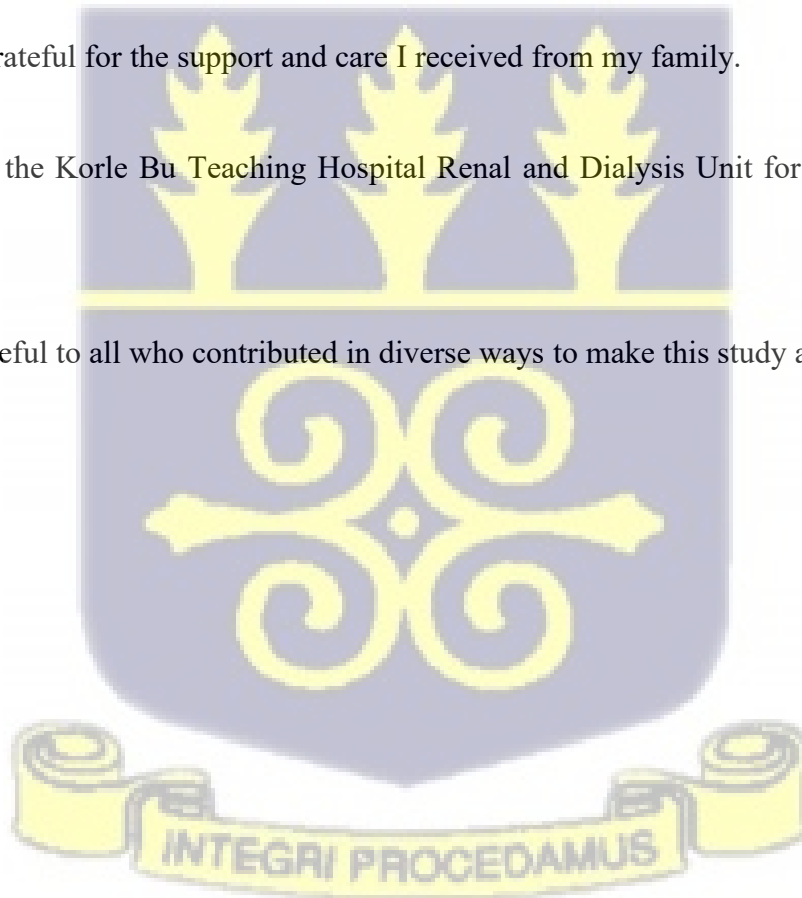 rateful for the support and care I received from my family.
the Korle Bu Teaching Hospital Renal and Dialysis Unit for
eful to all who contributed in diverse ways to make this study a
INTEGRI PROCEDAMUS